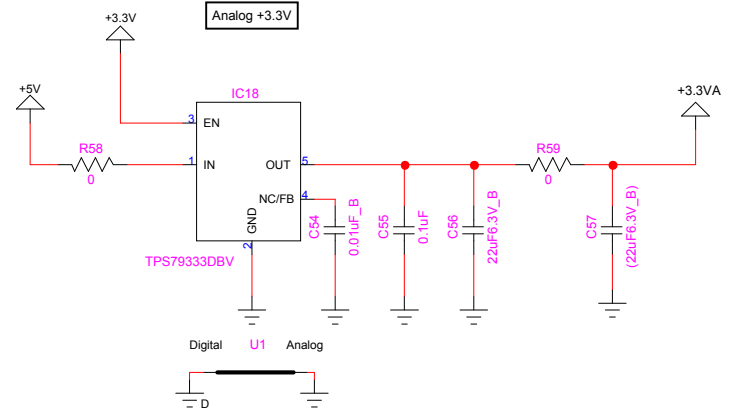 Analog +3.3V
+3.3V
+5V
+3.3VA
IC18
3 EN
R58
0
1 IN
OUT 5
R59
0
NC/FB 4
GND
2
TPS79333DBV
C54
0.01uF_B
C55
0.1uF
C56
22uF6.3V_B
C57
(22uF6.3V_B)
Digital U1 Analog
D